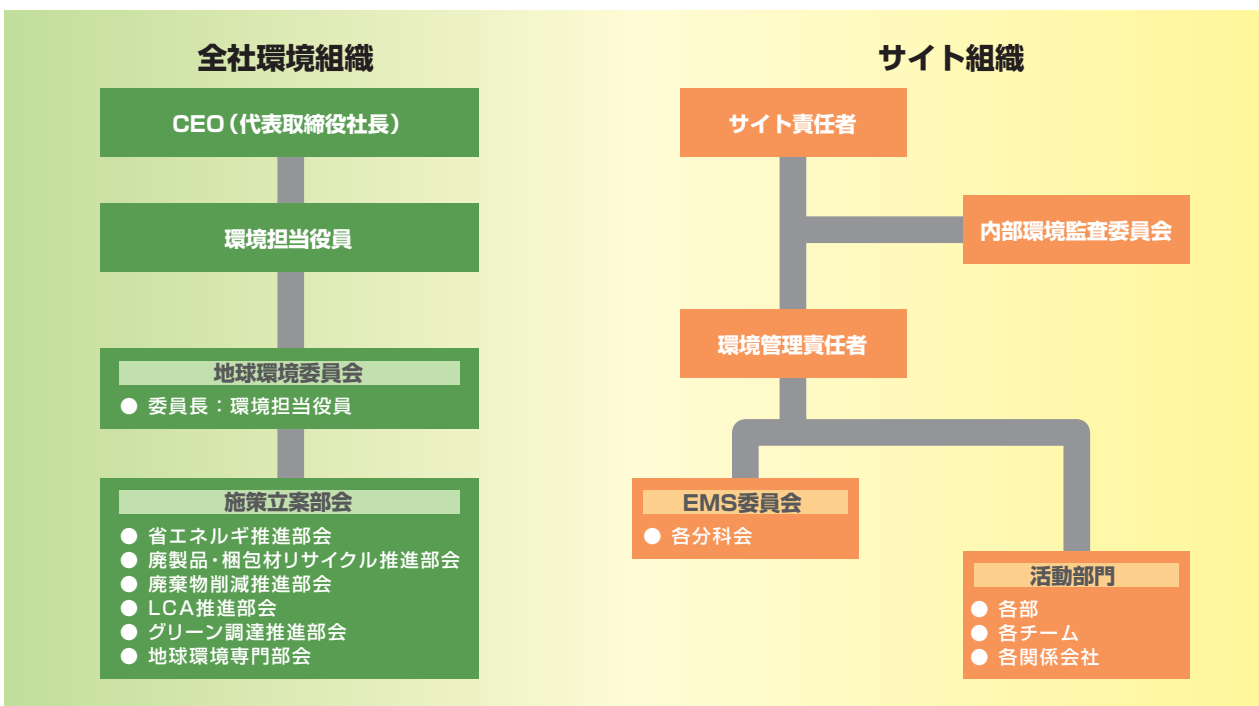 全社環境組織
CEO（代表取締役社長）
環境担当役員
地球環境委員会
● 委員長：環境担当役員
施策立案部会
● 省エネルギ推進部会
● 廃製品・梱包材リサイクル推進部会
● 廃棄物削減推進部会
● LCA推進部会
● グリーン調達推進部会
● 地球環境専門部会
サイト組織
サイト責任者
内部環境監査委員会
環境管理責任者
EMS委員会
● 各分科会
活動部門
● 各部
● 各チーム
● 各関係会社